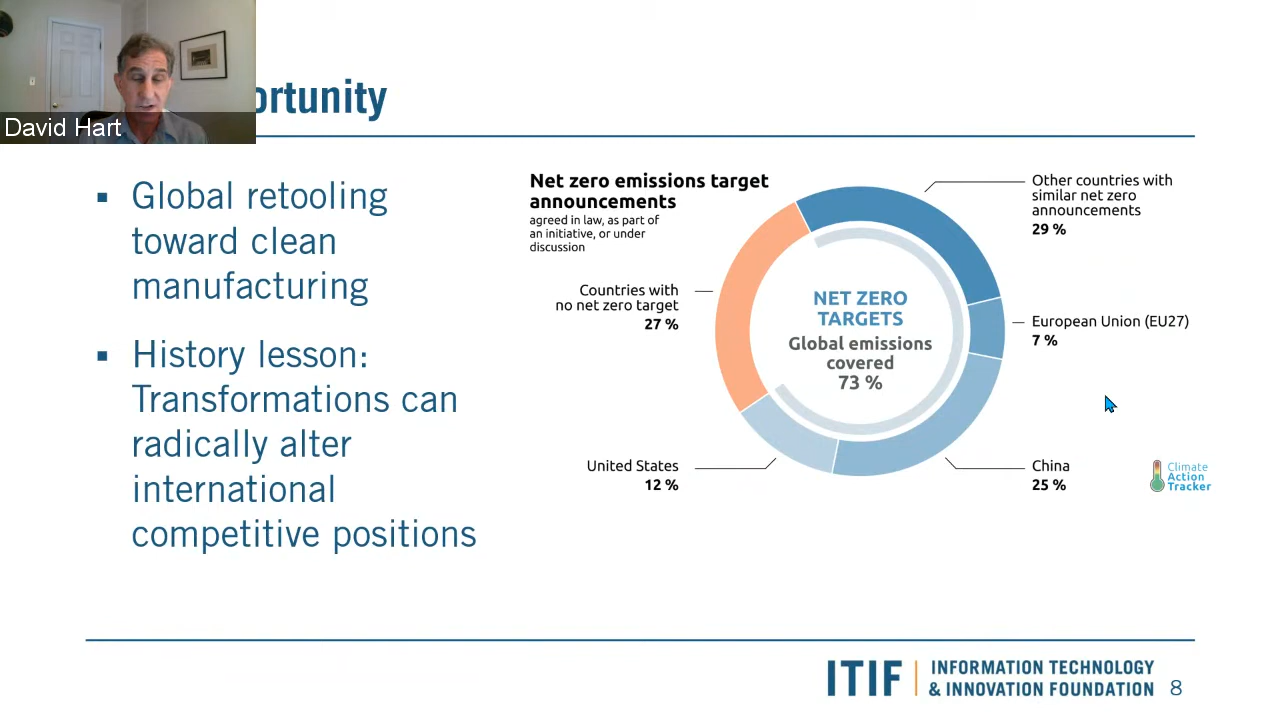 David Hart
ortunity
▪ Global retooling
toward clean
manufacturing
▪ History lesson:
Transformations can
radically alter
international
competitive positions
Net zero emissions target
announcements
agreed in law, as part of
an initiative, or under
discussion
Countries with
no net zero target
27 %
United States
12 %
NET ZERO
TARGETS
Global emissions
covered
73 %
Other countries with
similar net zero
announcements
29 %
European Union (EU27)
7 %
China
25 %
Climate
Action
Tracker
ITIF
INFORMATION TECHNOLOGY
& INNOVATION FOUNDATION
8